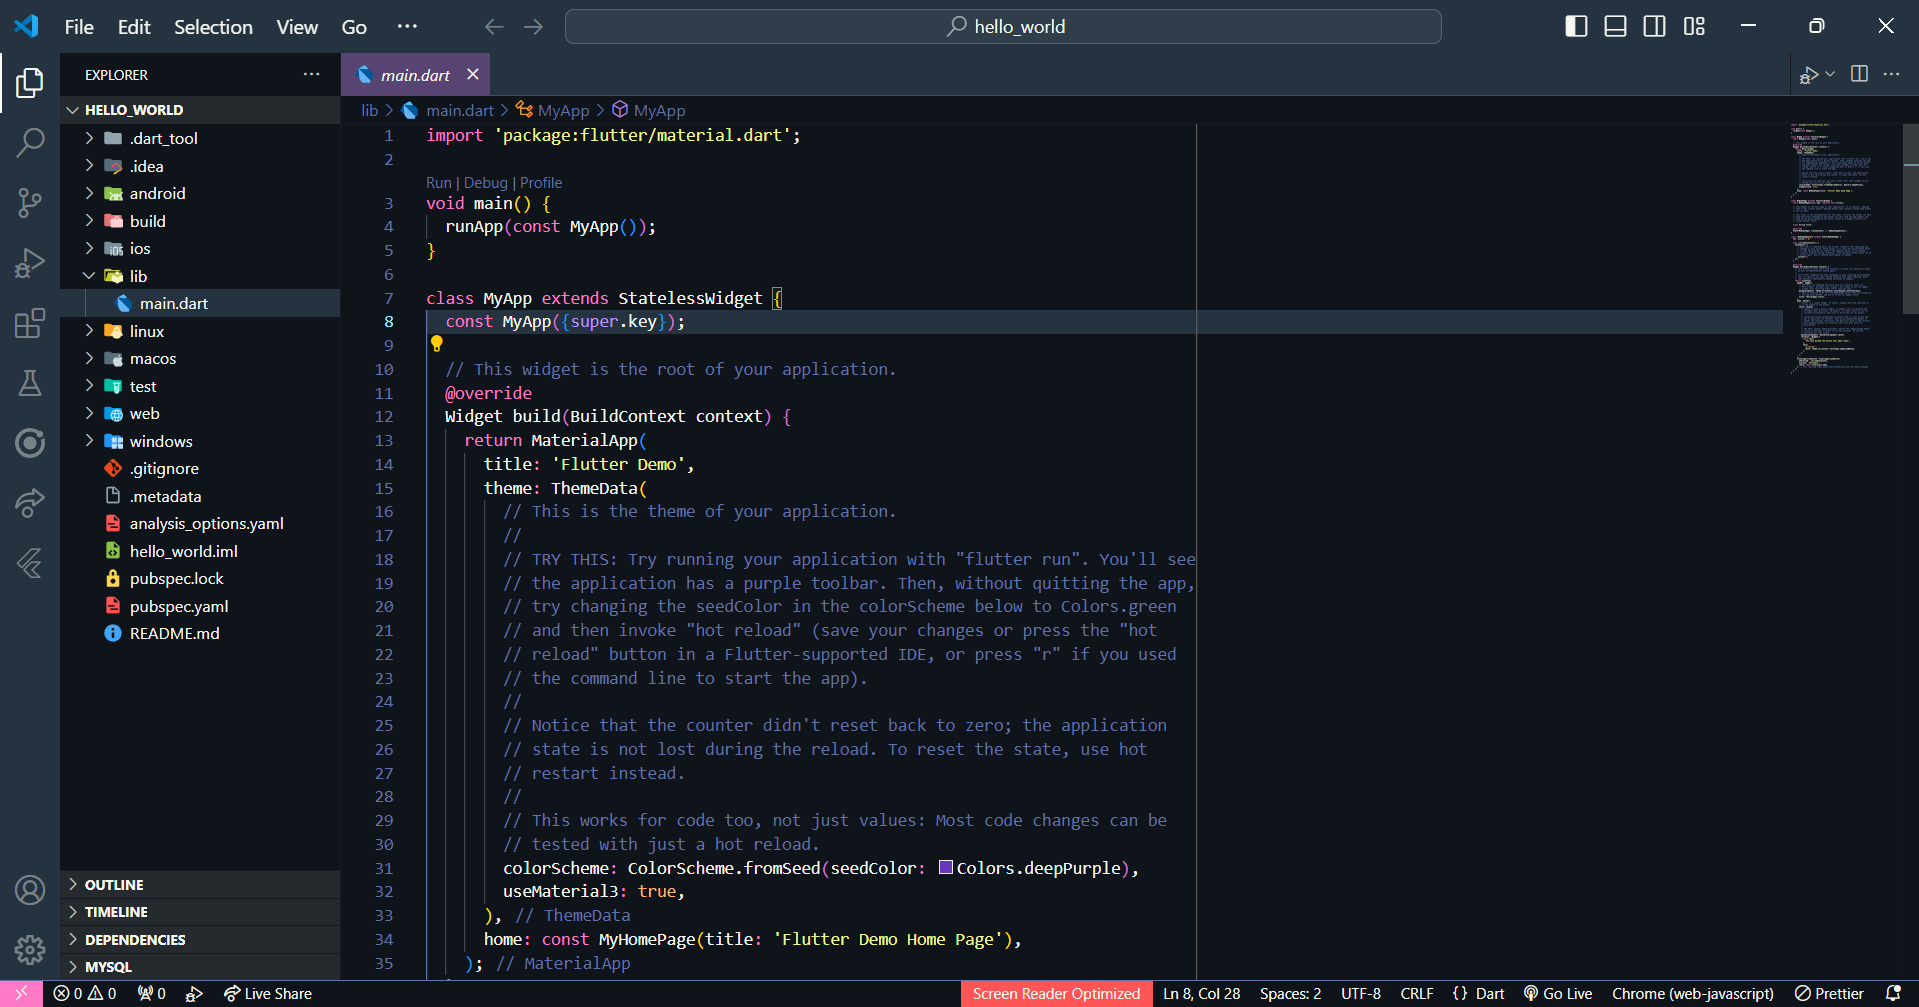 File Edit Selection View Go ··· hello_world
EXPLORER ···
HELLO_WORLD
.dart_tool
.idea
android
build
ios
lib
main.dart
linux
macos
test
web
windows
.gitignore
.metadata
analysis_options.yaml
hello_world.iml
pubspec.lock
pubspec.yaml
README.md
OUTLINE
TIMELINE
DEPENDENCIES
MYSQL
main.dart
lib > main.dart > MyApp > MyApp
1 import 'package:flutter/material.dart';
2
Run | Debug | Profile
3 void main() {
4 runApp(const MyApp());
5 }
6
7 class MyApp extends StatelessWidget {
8 const MyApp({super.key});
9
10 // This widget is the root of your application.
11 @override
12 Widget build(BuildContext context) {
13 return MaterialApp(
14 title: 'Flutter Demo',
15 theme: ThemeData(
16 // This is the theme of your application.
17 //
18 // TRY THIS: Try running your application with "flutter run". You'll see
19 // the application has a purple toolbar. Then, without quitting the app,
20 // try changing the seedColor in the colorScheme below to Colors.green
21 // and then invoke "hot reload" (save your changes or press the "hot
22 // reload" button in a Flutter-supported IDE, or press "r" if you used
23 // the command line to start the app).
24 //
25 // Notice that the counter didn't reset back to zero; the application
26 // state is not lost during the reload. To reset the state, use hot
27 // restart instead.
28 //
29 // This works for code too, not just values: Most code changes can be
30 // tested with just a hot reload.
31 colorScheme: ColorScheme.fromSeed(seedColor: Colors.deepPurple),
32 useMaterial3: true,
33 ), // ThemeData
34 home: const MyHomePage(title: 'Flutter Demo Home Page'),
35 ); // MaterialApp
0 0 0 Live Share Screen Reader Optimized Ln 8, Col 28 Spaces: 2 UTF-8 CRLF {} Dart Go Live Chrome (web-javascript) Prettier